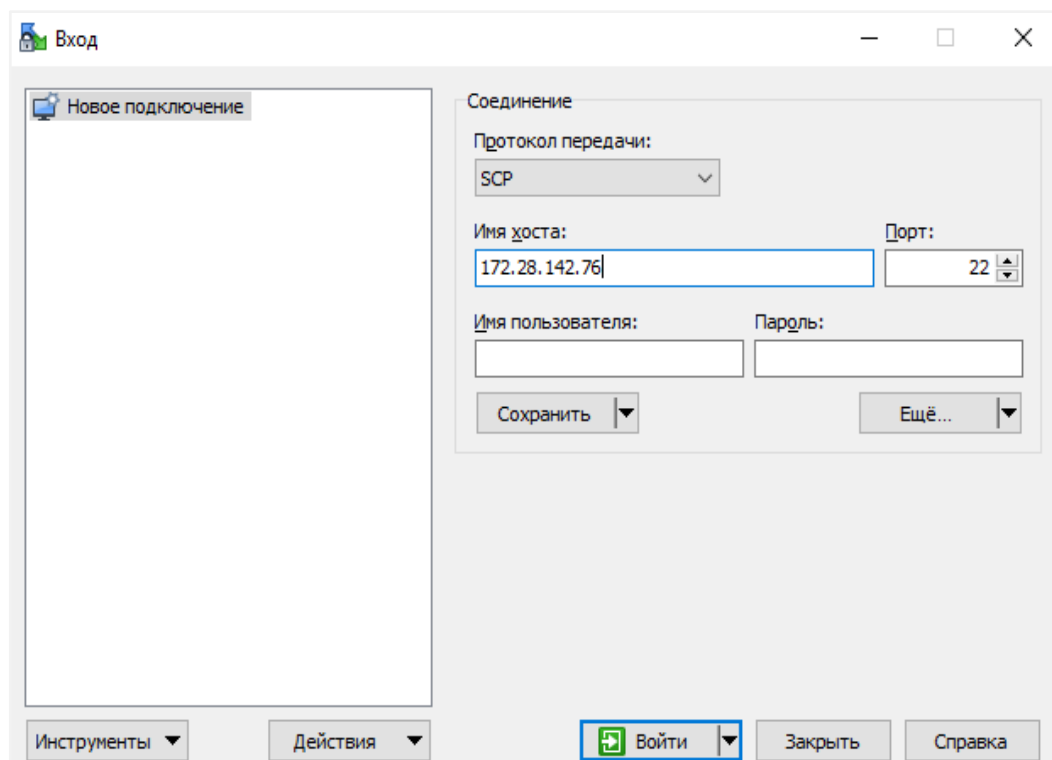 Вход
Новое подключение
Соединение
Протокол передачи:
SCP
Имя хоста: Порт:
172.28.142.76 22
Имя пользователя: Пароль:
Сохранить Ещё...
Инструменты Действия Войти Закрыть Справка